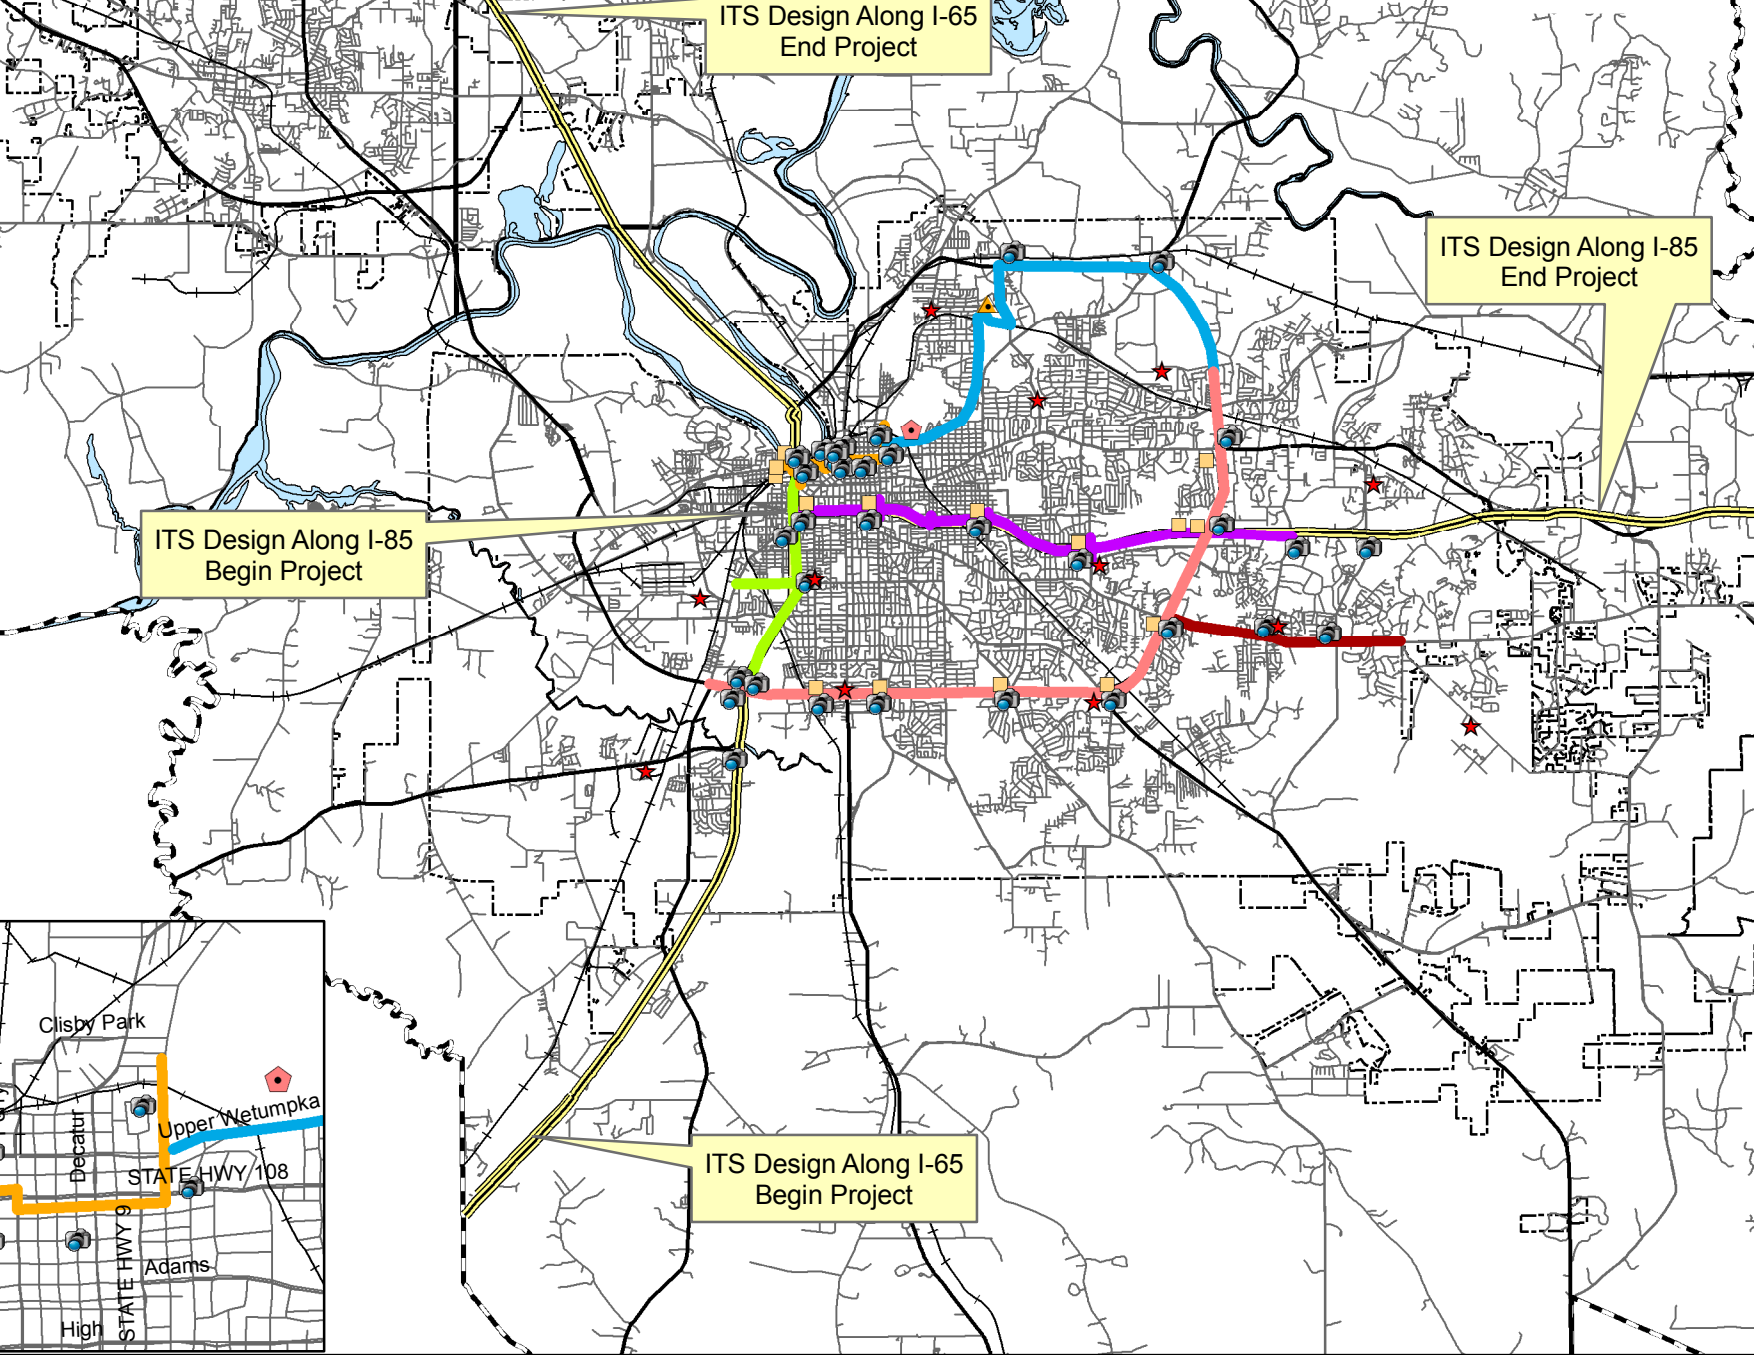 ITS Design Along I-65
End Project
ITS Design Along I-85
End Project
ITS Design Along I-85
Begin Project
ITS Design Along I-65
Begin Project
Clisby Park
Upper Wetumpka
Decatur
STATE HWY 108
STATE HWY 9
Adams
High